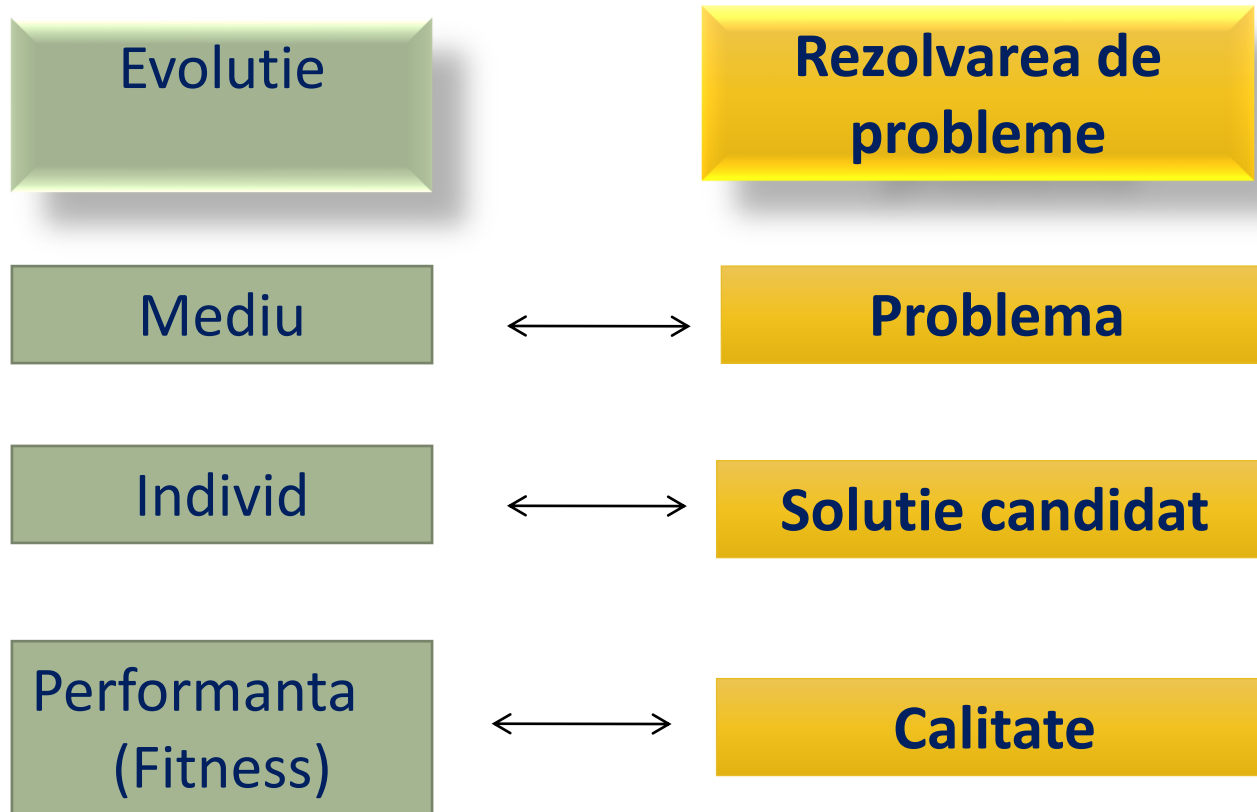 Evolutie
Rezolvarea de
probleme
Mediu
Problema
Individ
Solutie candidat
Performanta
(Fitness)
Calitate